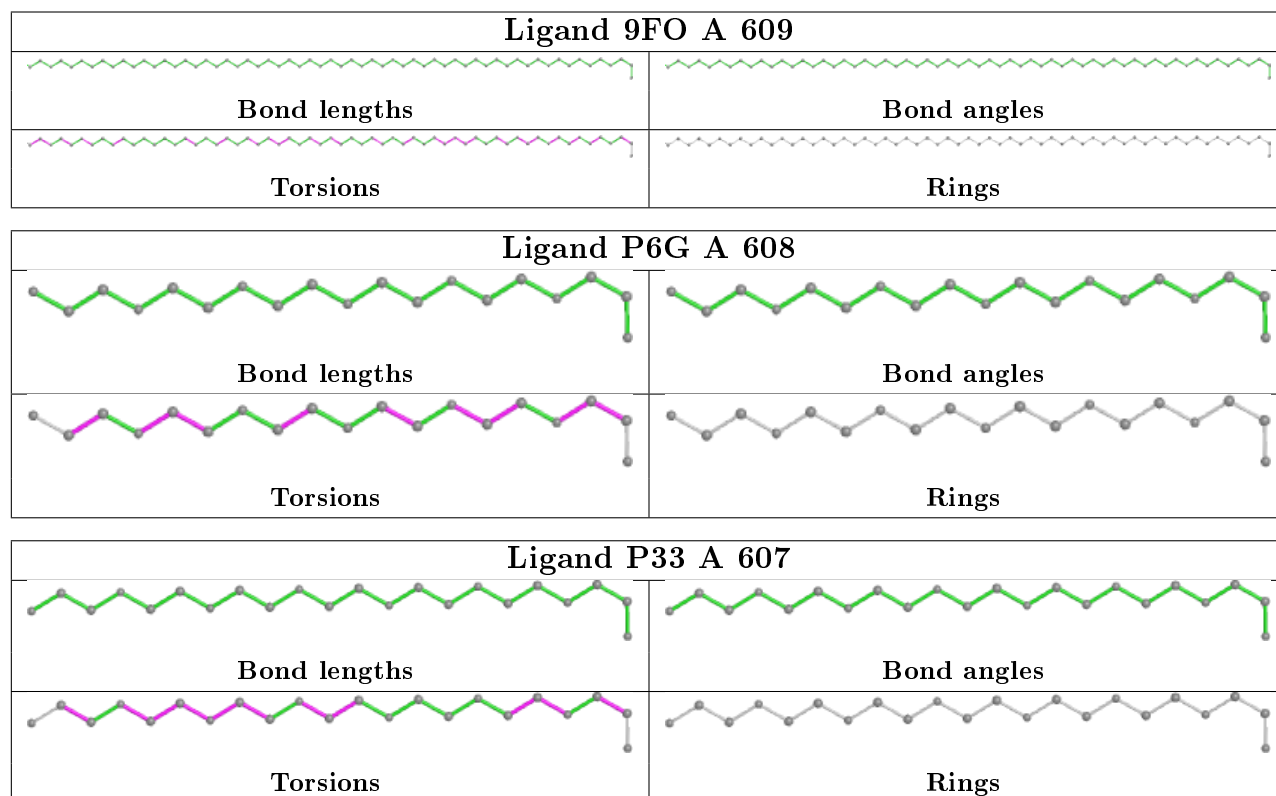 Ligand 9FO A 609
Bond lengths
Bond angles
Torsions
Rings
Ligand P6G A 608
Bond lengths
Bond angles
Torsions
Rings
Ligand P33 A 607
Bond lengths
Bond angles
Torsions
Rings